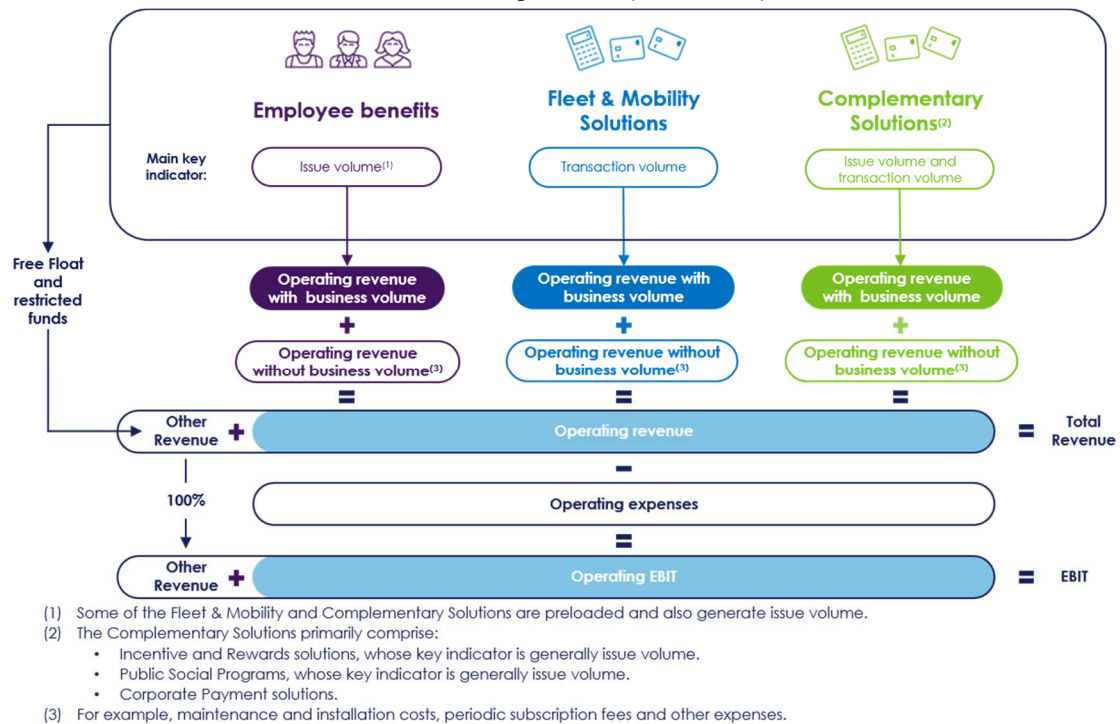 Employee benefits
Fleet & Mobility
Solutions
Complementary
Solutions(2)
Main key
indicator:
Issue volume(1)
Transaction volume
Issue volume and
transaction volume
Free Float
and
restricted
funds
Operating revenue
with business volume
Operating revenue with
business volume
Operating revenue
with business volume
+
+
+
Operating revenue
without business volume(3)
Operating revenue without
business volume(3)
Operating revenue without
business volume(3)
=
=
=
Other
Revenue
+
Operating revenue
=
Total
Revenue
-
100%
Operating expenses
=
Other
Revenue
+
Operating EBIT
=
EBIT
(1) Some of the Fleet & Mobility and Complementary Solutions are preloaded and also generate issue volume.
(2) The Complementary Solutions primarily comprise:
• Incentive and Rewards solutions, whose key indicator is generally issue volume.
• Public Social Programs, whose key indicator is generally issue volume.
• Corporate Payment solutions.
(3) For example, maintenance and installation costs, periodic subscription fees and other expenses.